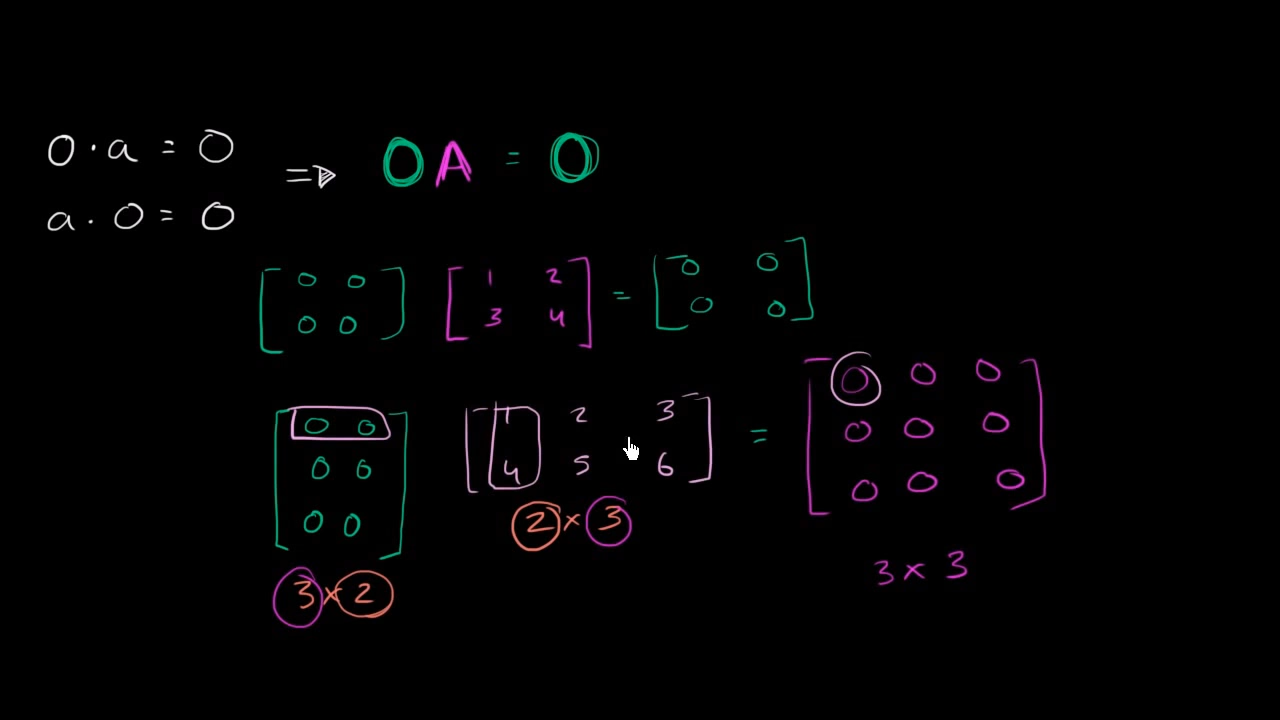 0 · a = 0 ⇒ 0 A = 0
a · 0 = 0
[0 0] [1 2] = [0 0]
[0 0] [3 4] [0 0]
[0 0] [1 2 3] = [0 0 0]
[0 0] [4 5 6] [0 0 0]
[0 0] [0 0 0]
2 × 3
3 × 2
3 × 3